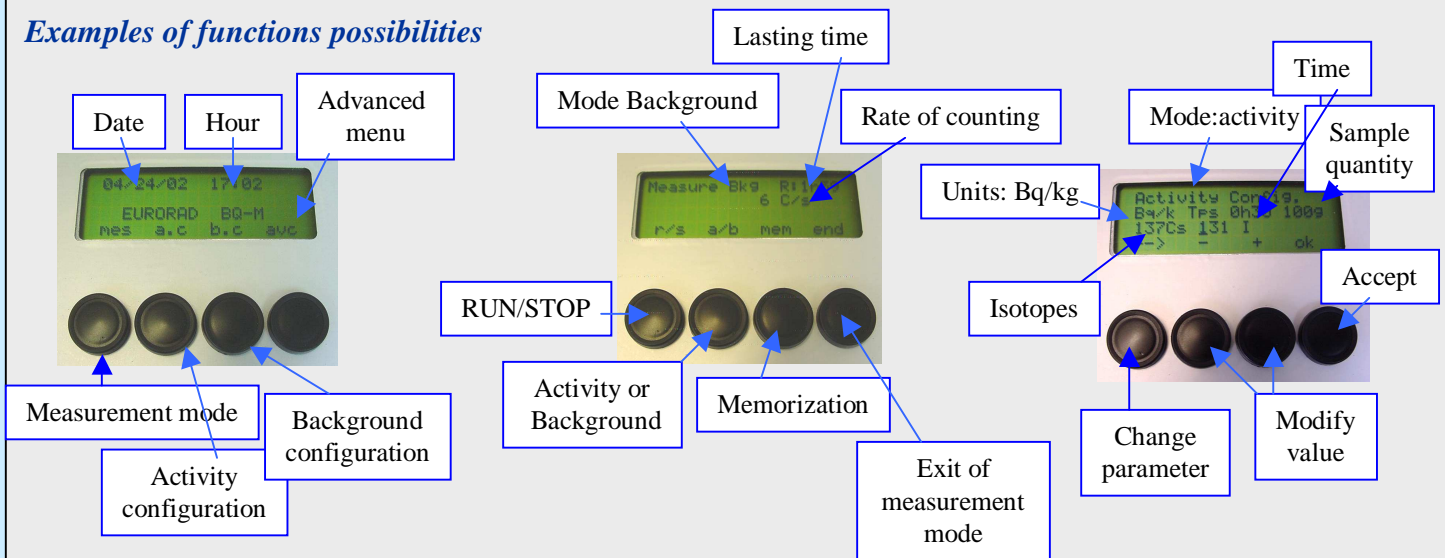 Examples of functions possibilities
Date
Hour
Advanced
menu
04/24/02 17:02
EURORAD BQ-M
mes a.c b.c avc
Measurement mode
Activity
configuration
Background
configuration
Lasting time
Mode Background
Rate of counting
Measure Bkg
6 C/s
r/s a/b mem end
RUN/STOP
Activity or
Background
Memorization
Exit of
measurement
mode
Time
Mode:activity
Sample
quantity
Units: Bq/kg
Activity Config.
Bq/k Tps 0h30 100g
137Cs 131 I
-> - + ok
Isotopes
Accept
Change
parameter
Modify
value